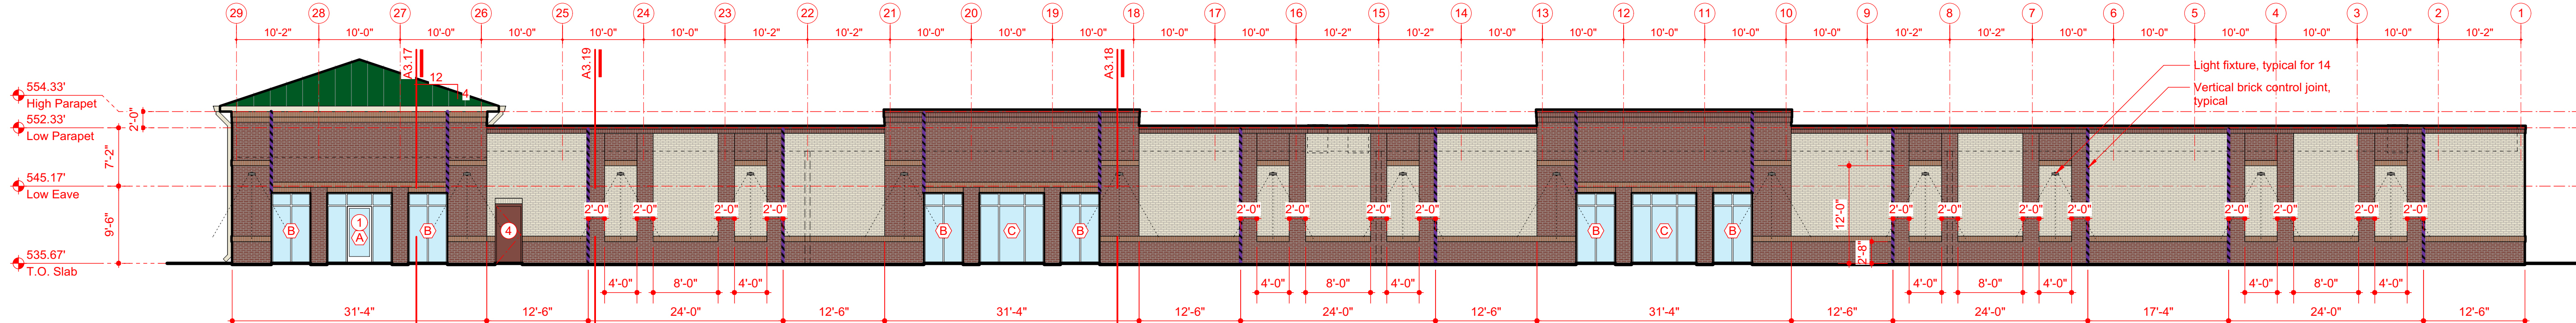 29 28 27 26 25 24 23 22 21 20 19 18 17 16 15 14 13 12 11 10 9 8 7 6 5 4 3 2 1
10'-2" 10'-0" 10'-0" 10'-0" 10'-0" 10'-0" 10'-2" 10'-0" 10'-0" 10'-0" 10'-0" 10'-0" 10'-0" 10'-2" 10'-2" 10'-0" 10'-0" 10'-0" 10'-0" 10'-0" 10'-2" 10'-2" 10'-0" 10'-0" 10'-0" 10'-0" 10'-0" 10'-2"
A3.17 A3.19 A3.18
12
4
Light fixture, typical for 14
Vertical brick control joint,
typical
554.33'
High Parapet
2'-0"
552.33'
Low Parapet
7'-2"
545.17'
Low Eave
9'-6"
535.67'
T.O. Slab
12'-0"
2'-8"
2'-0" 2'-0" 2'-0" 2'-0" 2'-0" 2'-0" 2'-0" 2'-0" 2'-0" 2'-0" 2'-0" 2'-0" 2'-0" 2'-0" 2'-0" 2'-0"
B 1 A B 4 B C B B C B
4'-0" 8'-0" 4'-0" 4'-0" 8'-0" 4'-0" 4'-0" 8'-0" 4'-0" 4'-0" 8'-0" 4'-0"
31'-4" 12'-6" 24'-0" 12'-6" 31'-4" 12'-6" 24'-0" 12'-6" 31'-4" 12'-6" 24'-0" 17'-4" 24'-0" 12'-6"